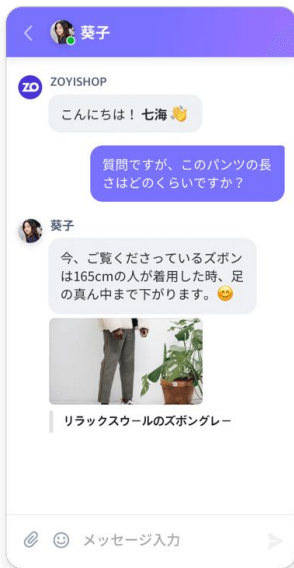 葵子
ZO
ZOYISHOP
こんにちは！ 七海 👋
質問ですが、このパンツの長
さはどのくらいですか？
葵子
今、ご覧くださっているズボン
は165cmの人が着用した時、足
の真ん中まで下がります。😊
リラックスウールのズボングレー
メッセージ入力